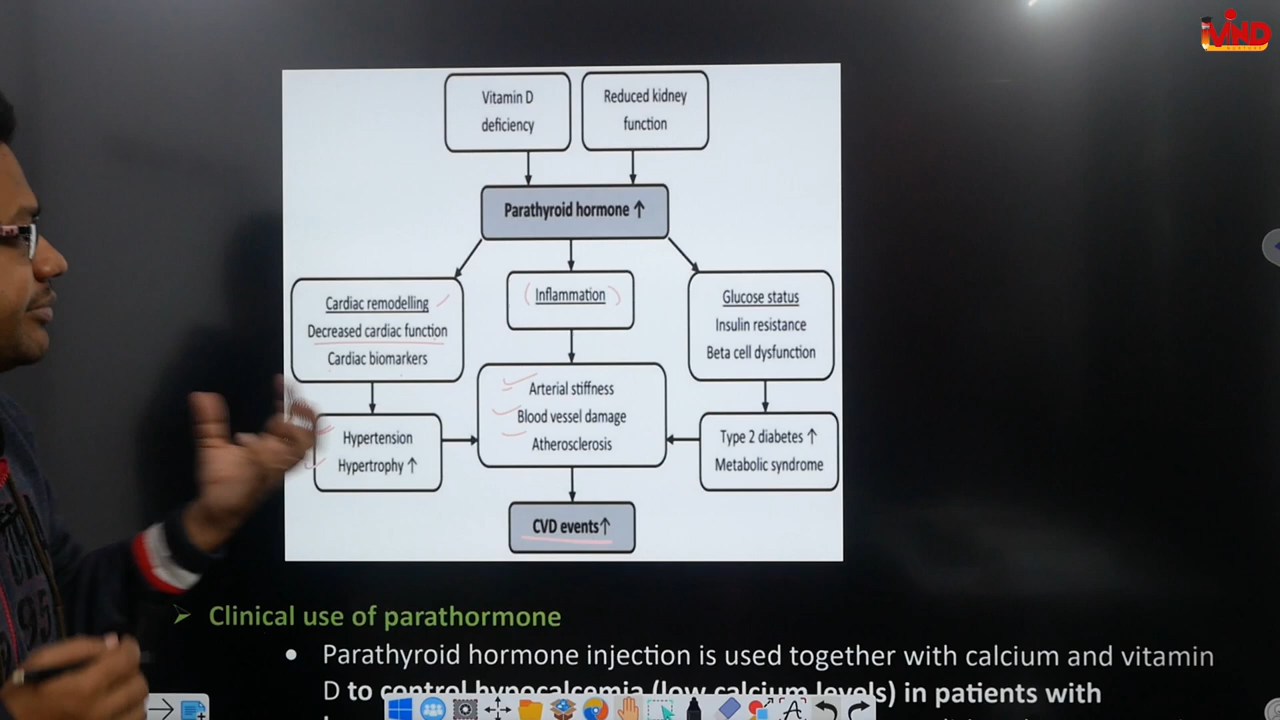 iVIND
Vitamin D
deficiency
Reduced kidney
function
Parathyroid hormone ↑
Cardiac remodelling
Decreased cardiac function
Cardiac biomarkers
Inflammation
Glucose status
Insulin resistance
Beta cell dysfunction
Arterial stiffness
Blood vessel damage
Atherosclerosis
Hypertension
Hypertrophy ↑
Type 2 diabetes ↑
Metabolic syndrome
CVD events↑
➢ Clinical use of parathormone
• Parathyroid hormone injection is used together with calcium and vitamin
D to control hypocalcemia (low calcium levels) in patients with
95